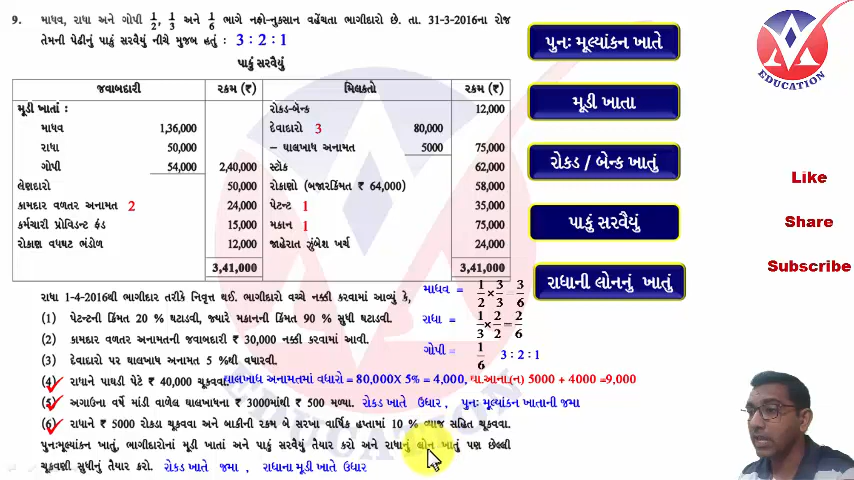 9. માધવ, રાધા અને ગોપી 1/2, 1/3 અને 1/6 ભાગે નફો-નુકસાન વહેંચતા ભાગીદારો છે. તા. 31-3-2016ના રોજ
તેમની પેઢીનું પાકું સરવૈયું નીચે મુજબ હતું : 3 : 2 : 1
પાકું સરવૈયું
જવાબદારી રકમ (₹) મિલકતો રકમ (₹)
મૂડી ખાતાં : રોકડ-બેન્ક 12,000
માધવ 1,36,000 દેવાદારો 3 80,000
રાધા 50,000 – ઘાલખાધ અનામત 5000 75,000
ગોપી 54,000 2,40,000 સ્ટોક 62,000
લેણદારો 50,000 રોકાણો (બજારકિંમત ₹ 64,000) 58,000
કામદાર વળતર અનામત 2 24,000 પેટન્ટ 1 35,000
કર્મચારી પ્રોવિડન્ટ ફંડ 15,000 મકાન 1 75,000
રોકાણ વધઘટ ભંડોળ 12,000 જાહેરાત ઝુંબેશ ખર્ચ 24,000
3,41,000 3,41,000
રાધા 1-4-2016થી ભાગીદાર તરીકે નિવૃત્ત થઈ. ભાગીદારો વચ્ચે નક્કી કરવામાં આવ્યું કે,
(1) પેટન્ટની કિંમત 20 % ઘટાડવી, જ્યારે મકાનની કિંમત 90 % સુધી ઘટાડવી.
(2) કામદાર વળતર અનામતની જવાબદારી ₹ 30,000 નક્કી કરવામાં આવી.
(3) દેવાદારો પર ઘાલખાધ અનામત 5 % વધારવી.
માધવ = 1/2 × 3/3 = 3/6
રાધા = 1/3 × 2/2 = 2/6
ગોપી = 1/6 3 : 2 : 1
(4) રાધાને પાઘડી પેટે ₹ 40,000 ચૂકવવા. ઘાલખાધ અનામતમાં વધારો = 80,000X 5% = 4,000, ઘા.આના.(ન) 5000 + 4000 =9,000
(5) અગાઉના વર્ષે માંડી વાળેલ ઘાલખાધના ₹ 3000માંથી ₹ 500 મળ્યા. રોકડ ખાતે ઉધાર , પુનઃ મૂલ્યાંકન ખાતાની જમા
(6) રાધાને ₹ 5000 રોકડા ચૂકવવા અને બાકીની રકમ બે સરખા વાર્ષિક હપ્તામાં 10 % વ્યાજ સહિત ચૂકવવા.
પુનઃમૂલ્યાંકન ખાતું, ભાગીદારોનાં મૂડી ખાતાં અને પાકું સરવૈયું તૈયાર કરો અને રાધાનું લોન ખાતું પણ છેલ્લી
ચૂકવણી સુધીનું તૈયાર કરો. રોકડ ખાતે જમા , રાધાના મૂડી ખાતે ઉધાર
પુનઃ મૂલ્યાંકન ખાતે
મૂડી ખાતા
રોકડ / બેન્ક ખાતું
પાકું સરવૈયું
રાધાની લોનનું ખાતું
EDUCATION
Like
Share
Subscribe